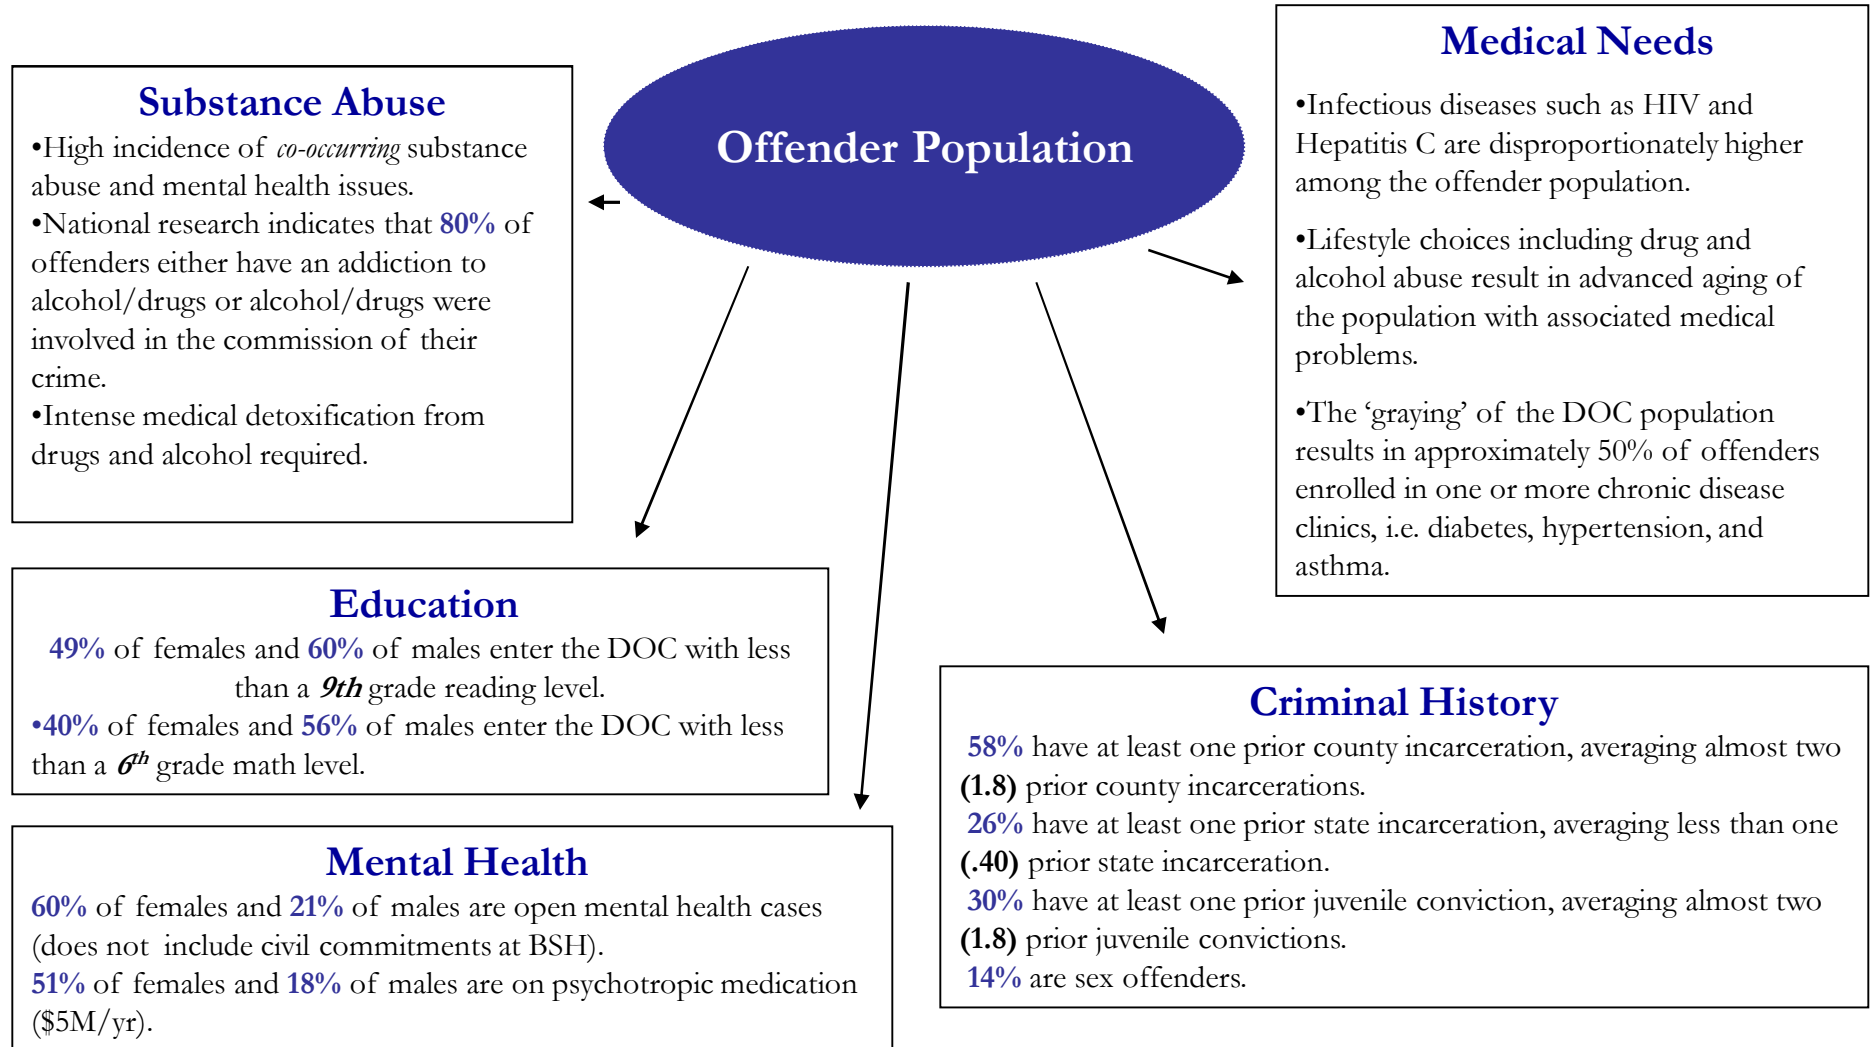 Offender Population
Substance Abuse
•High incidence of co-occurring substance
abuse and mental health issues.
•National research indicates that 80% of
offenders either have an addiction to
alcohol/drugs or alcohol/drugs were
involved in the commission of their
crime.
•Intense medical detoxification from
drugs and alcohol required.
Medical Needs
•Infectious diseases such as HIV and
Hepatitis C are disproportionately higher
among the offender population.
•Lifestyle choices including drug and
alcohol abuse result in advanced aging of
the population with associated medical
problems.
•The ‘graying’ of the DOC population
results in approximately 50% of offenders
enrolled in one or more chronic disease
clinics, i.e. diabetes, hypertension, and
asthma.
Education
49% of females and 60% of males enter the DOC with less
than a 9th grade reading level.
•40% of females and 56% of males enter the DOC with less
than a 6th grade math level.
Criminal History
58% have at least one prior county incarceration, averaging almost two
(1.8) prior county incarcerations.
26% have at least one prior state incarceration, averaging less than one
(.40) prior state incarceration.
30% have at least one prior juvenile conviction, averaging almost two
(1.8) prior juvenile convictions.
14% are sex offenders.
Mental Health
60% of females and 21% of males are open mental health cases
(does not include civil commitments at BSH).
51% of females and 18% of males are on psychotropic medication
($5M/yr).